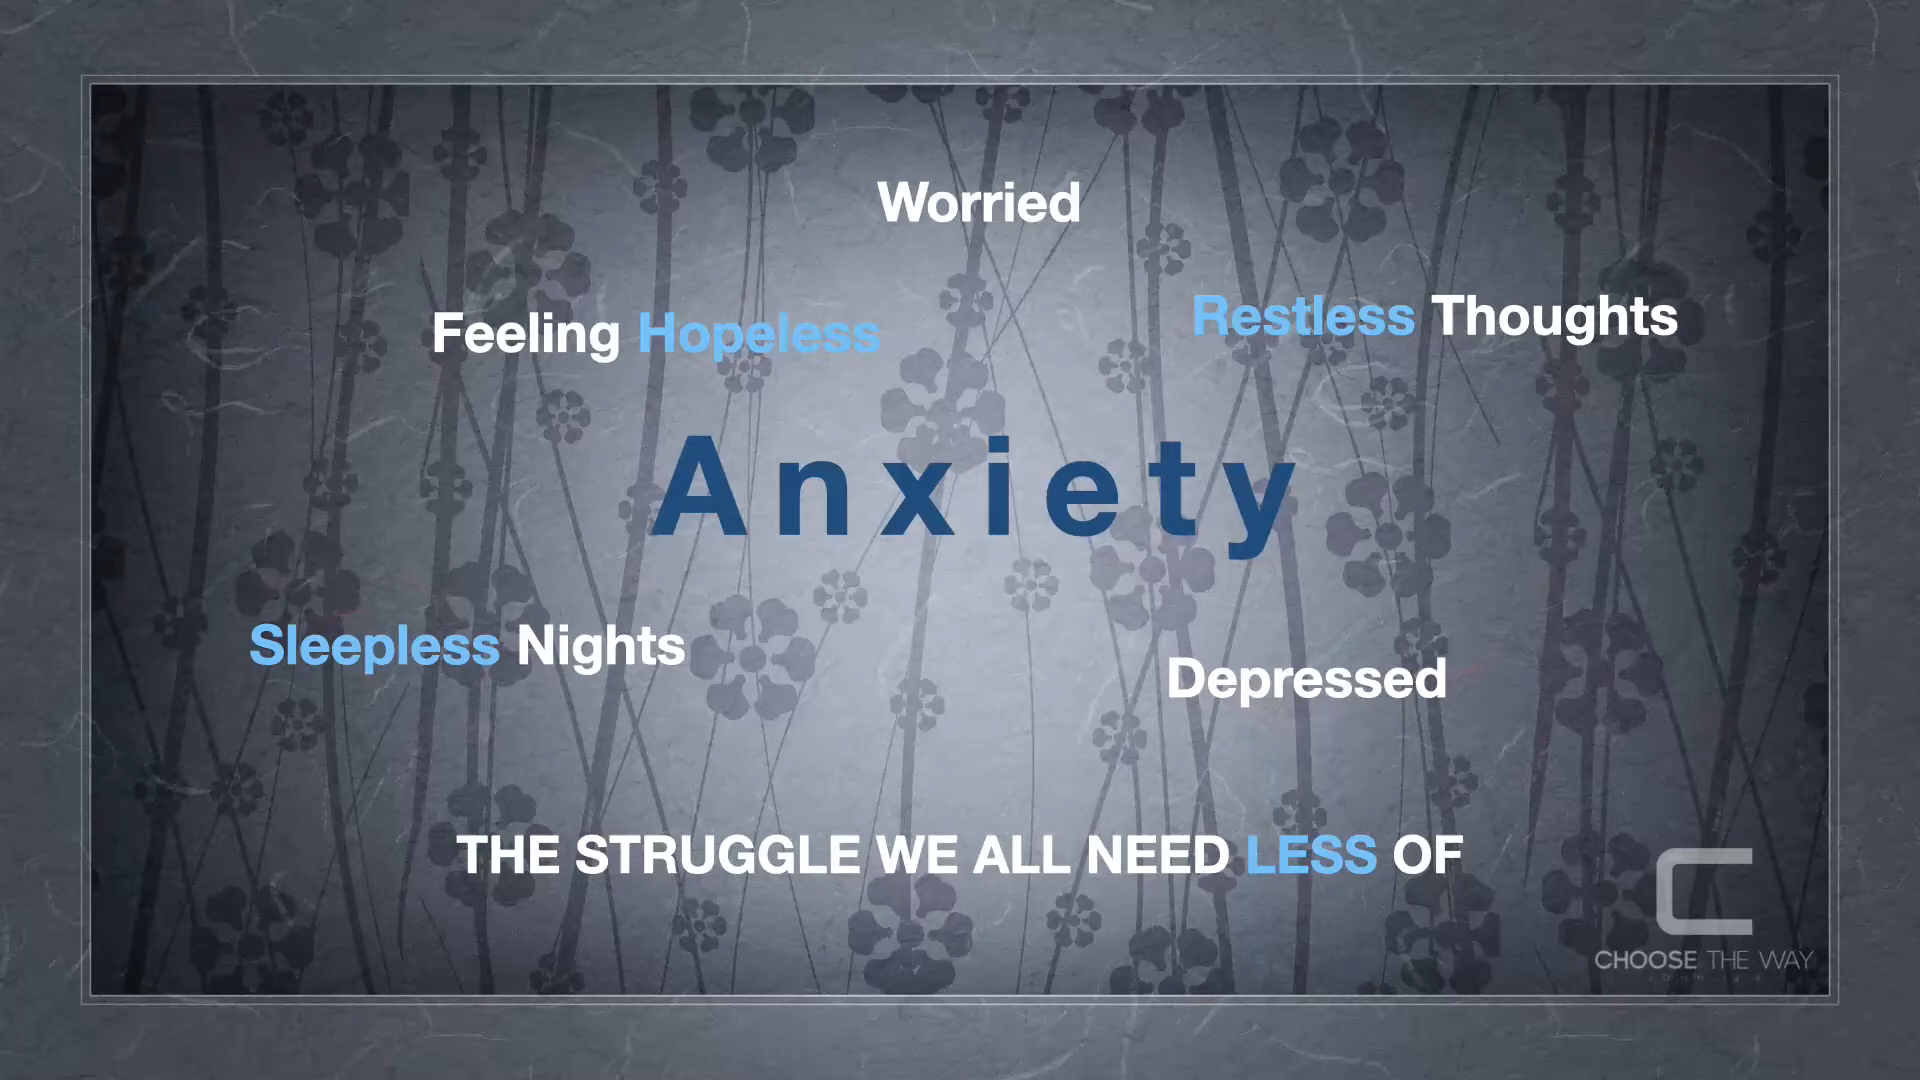 Worried
Feeling Hopeless
Restless Thoughts
Anxiety
Sleepless Nights
Depressed
THE STRUGGLE WE ALL NEED LESS OF
CHOOSE THE WAY